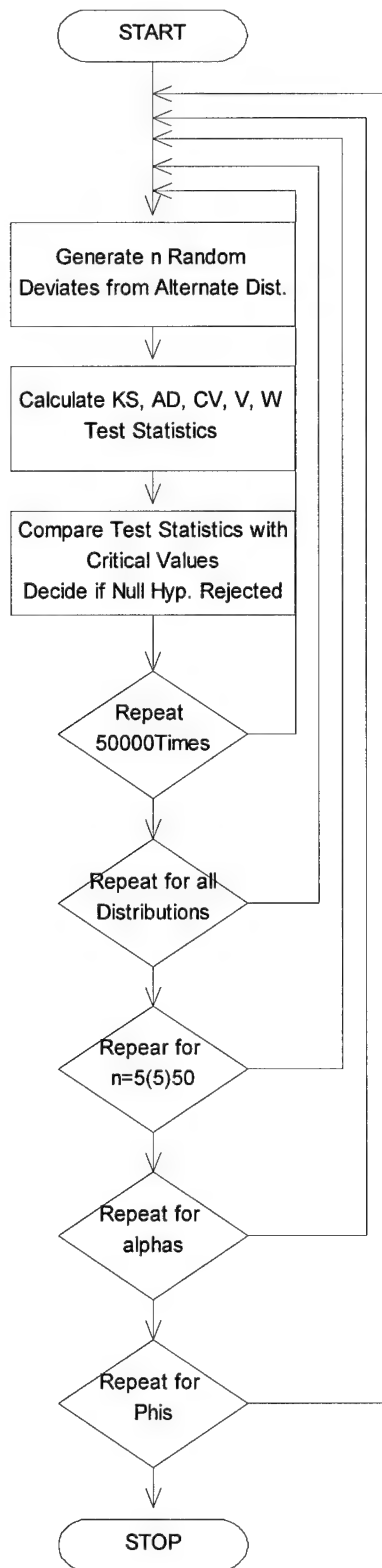 START
Generate n Random
Deviates from Alternate Dist.
Calculate KS, AD, CV, V, W
Test Statistics
Compare Test Statistics with
Critical Values
Decide if Null Hyp. Rejected
Repeat
50000Times
Repeat for all
Distributions
Repear for
n=5(5)50
Repeat for
alphas
Repeat for
Phis
STOP